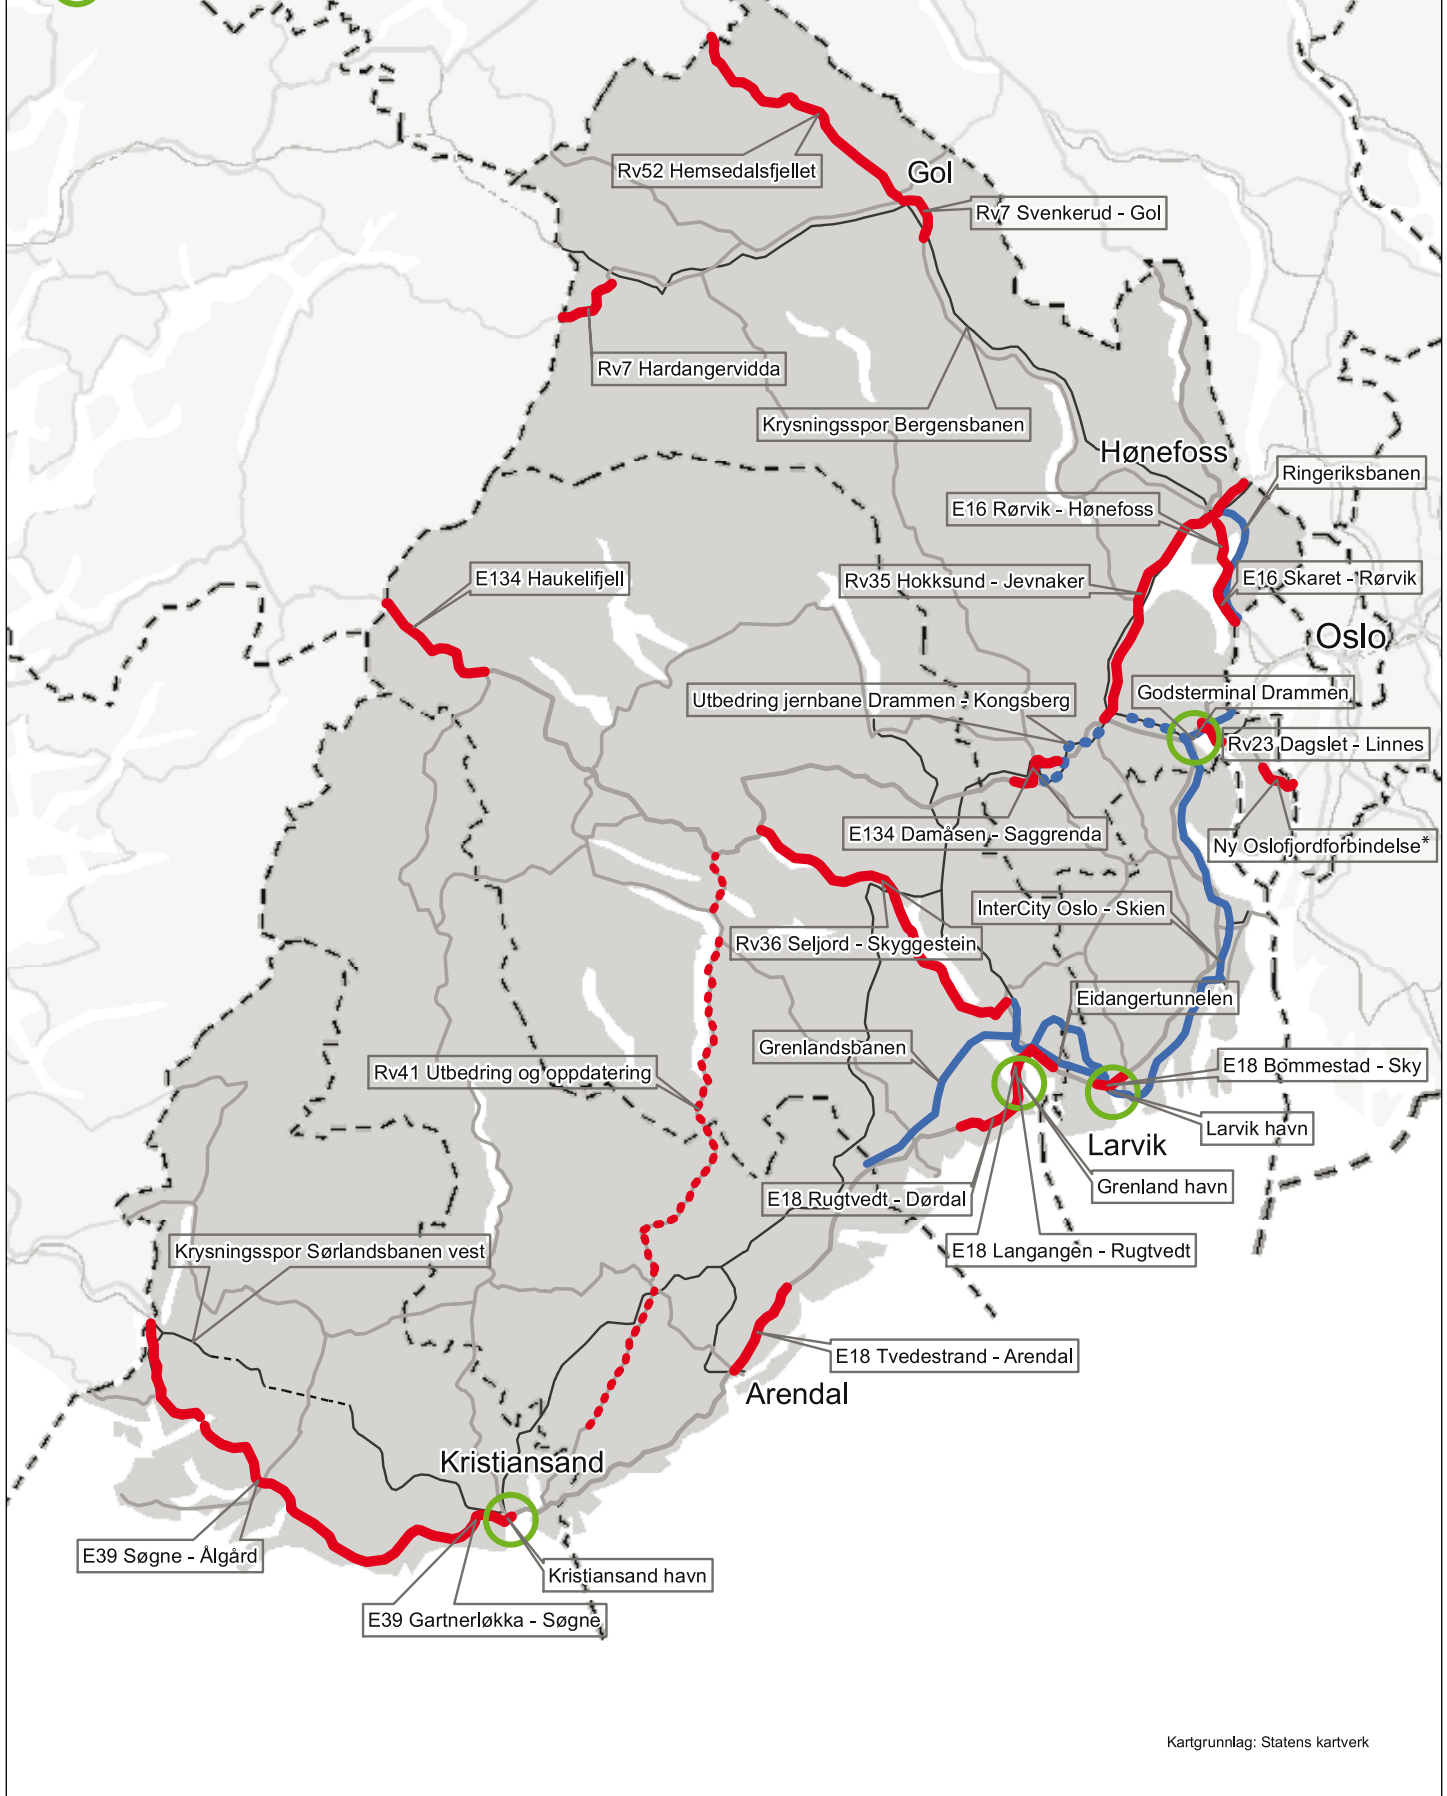 Rv52 Hemsedalsfjellet
Gol
Rv7 Svenkerud - Gol
Rv7 Hardangervidda
Krysningsspor Bergensbanen
Hønefoss
Ringeriksbanen
E16 Rørvik - Hønefoss
E134 Haukelifjell
Rv35 Hokksund - Jevnaker
E16 Skaret - Rørvik
Oslo
Utbedring jernbane Drammen - Kongsberg
Godsterminal Drammen
Rv23 Dagslet - Linnes
E134 Damåsen - Saggrenda
Ny Oslofjordforbindelse*
InterCity Oslo - Skien
Rv36 Seljord - Skyggestein
Eidangertunnelen
Grenlandsbanen
Rv41 Utbedring og oppdatering
E18 Bommestad - Sky
Larvik havn
Larvik
Grenland havn
E18 Rugtvedt - Dørdal
E18 Langangen - Rugtvedt
Krysningsspor Sørlandsbanen vest
E18 Tvedestrand - Arendal
Arendal
Kristiansand
E39 Søgne - Ålgård
Kristiansand havn
E39 Gartnerløkka - Søgne
Kartgrunnlag: Statens kartverk